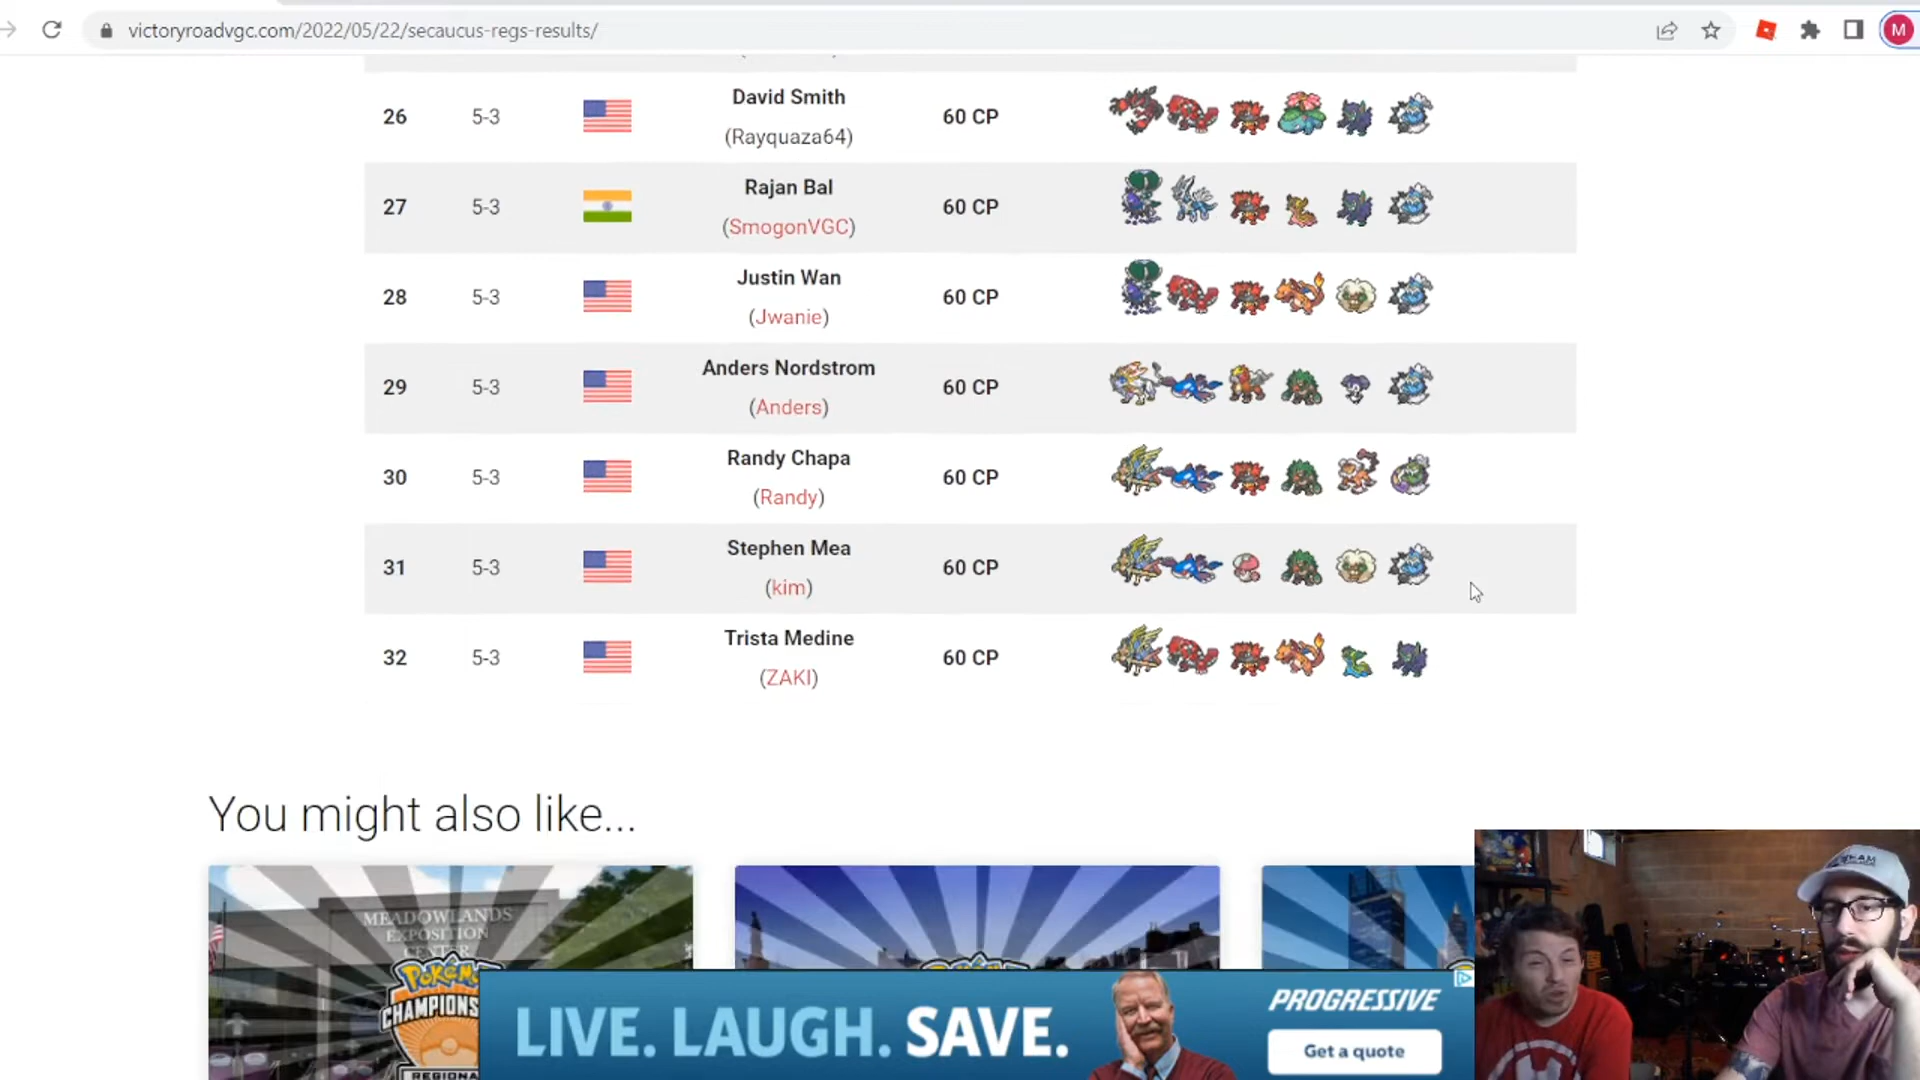 victoryroadvgc.com/2022/05/22/secaucus-regs-results/
M
26 5-3 David Smith (Rayquaza64) 60 CP
27 5-3 Rajan Bal (SmogonVGC) 60 CP
28 5-3 Justin Wan (Jwanie) 60 CP
29 5-3 Anders Nordstrom (Anders) 60 CP
30 5-3 Randy Chapa (Randy) 60 CP
31 5-3 Stephen Mea (kim) 60 CP
32 5-3 Trista Medine (ZAKI) 60 CP
You might also like...
MEADOWLANDS
EXPOSITION
CENTER
POKéM
CHAMPIONS
REGIONA
LIVE. LAUGH. SAVE.
PROGRESSIVE
Get a quote